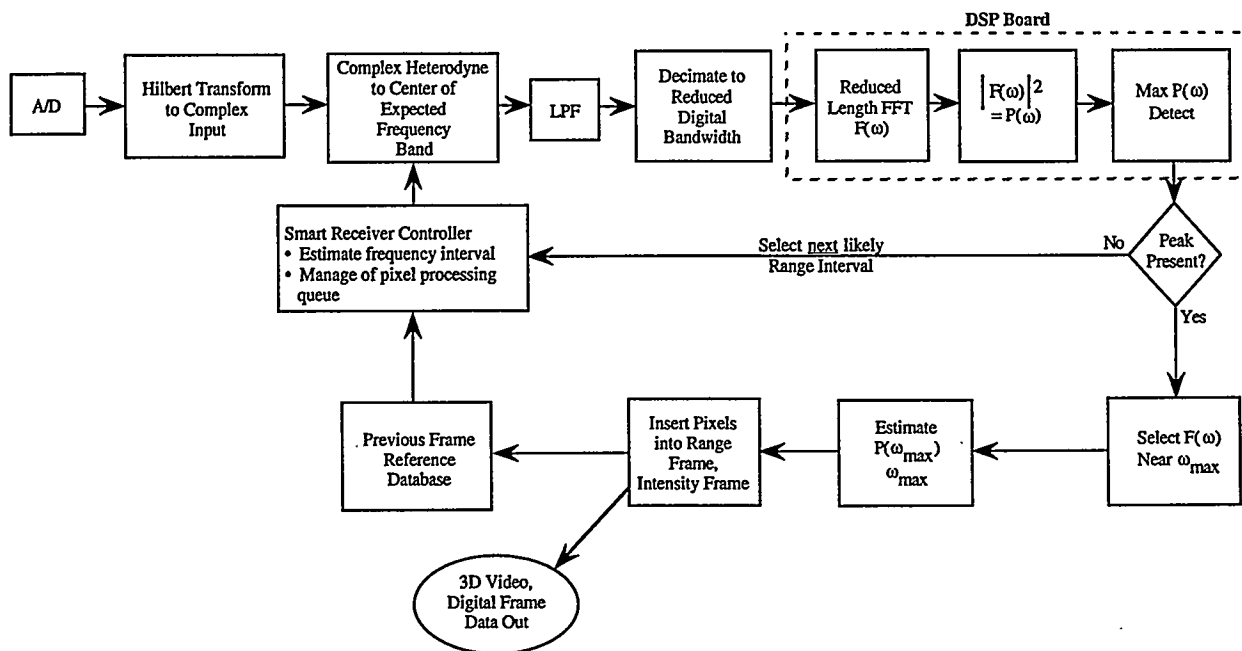 DSP Board
A/D
Hilbert Transform
to Complex
Input
Complex Heterodyne
to Center of
Expected
Frequency
Band
LPF
Decimate to
Reduced
Digital
Bandwidth
Reduced
Length FFT
F(ω)
|F(ω)|²
= P(ω)
Max P(ω)
Detect
Smart Receiver Controller
• Estimate frequency interval
• Manage of pixel processing
queue
Select next likely
Range Interval
No
Peak
Present?
Yes
Previous Frame
Reference
Database
Insert Pixels
into Range
Frame,
Intensity Frame
Estimate
P(ω_max)
ω_max
Select F(ω)
Near ω_max
3D Video,
Digital Frame
Data Out